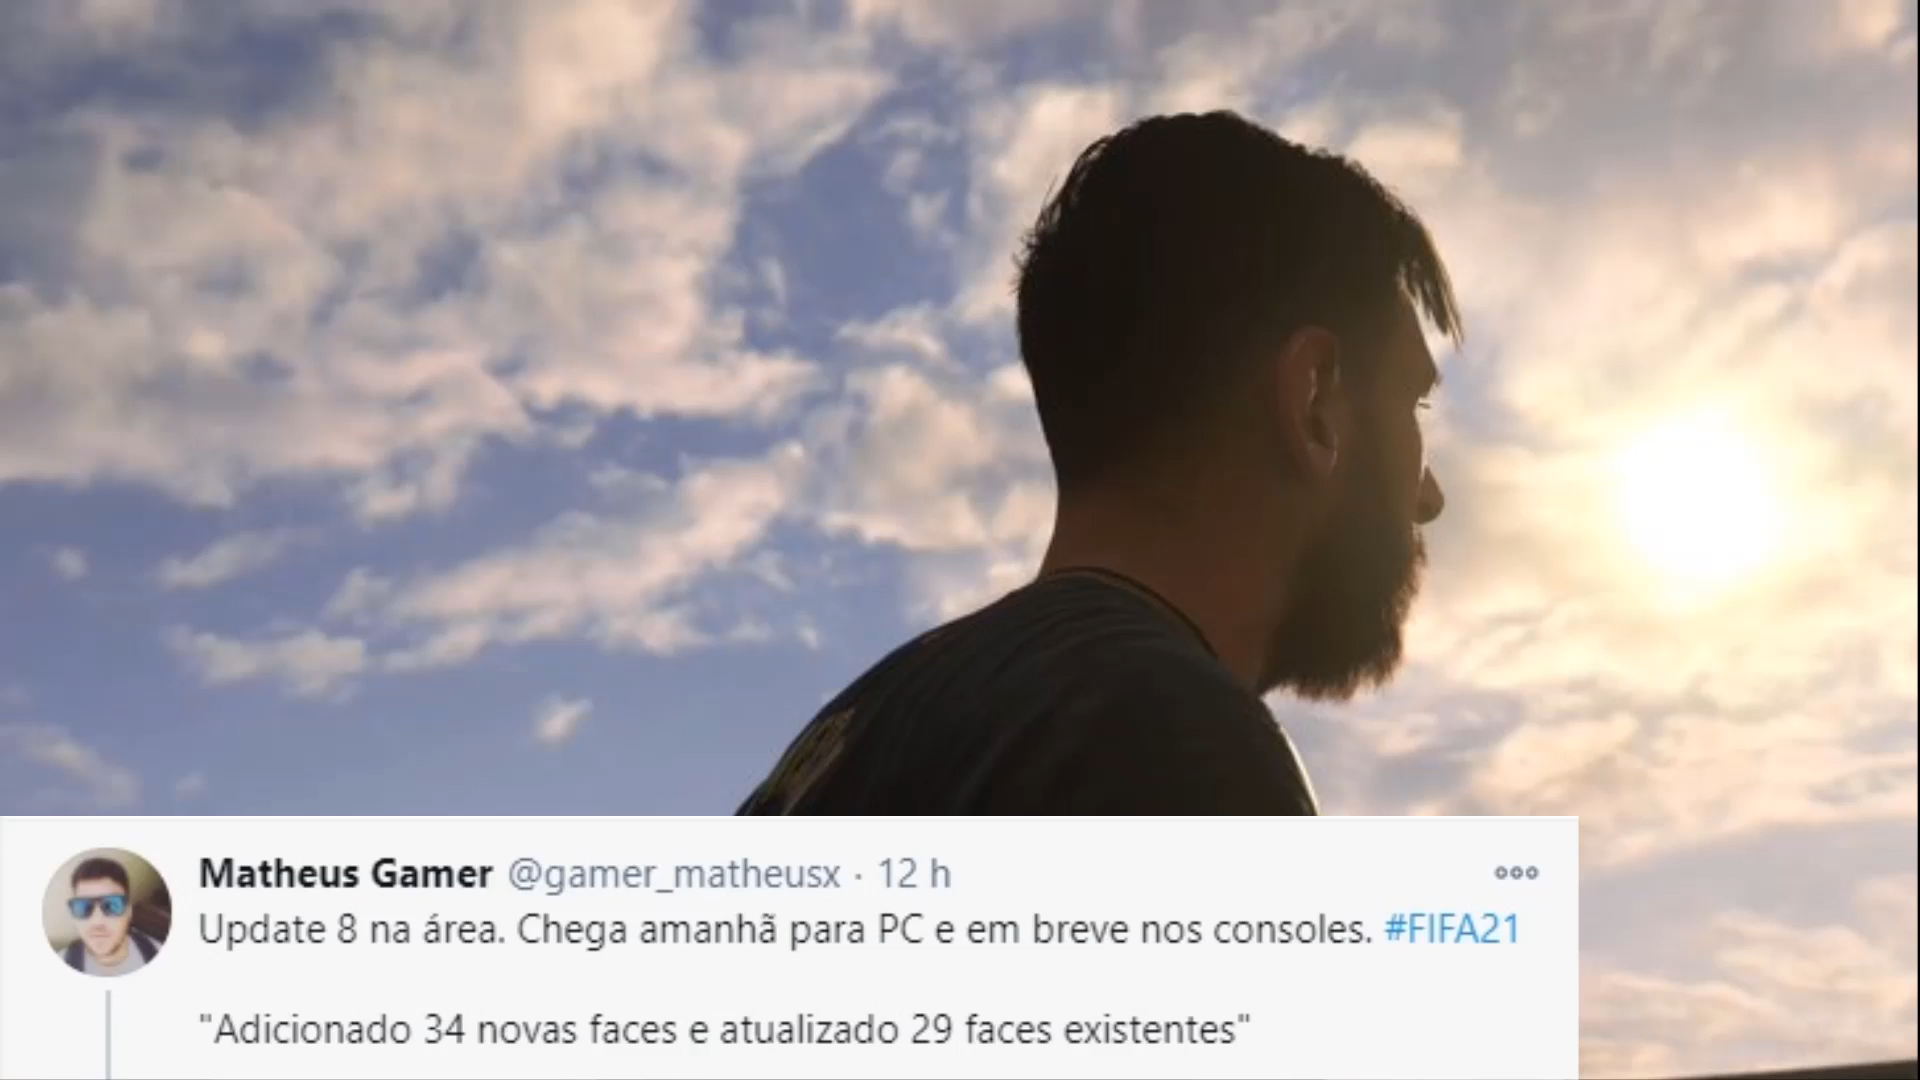 Matheus Gamer @gamer_matheusx · 12 h
Update 8 na área. Chega amanhã para PC e em breve nos consoles. #FIFA21
"Adicionado 34 novas faces e atualizado 29 faces existentes"